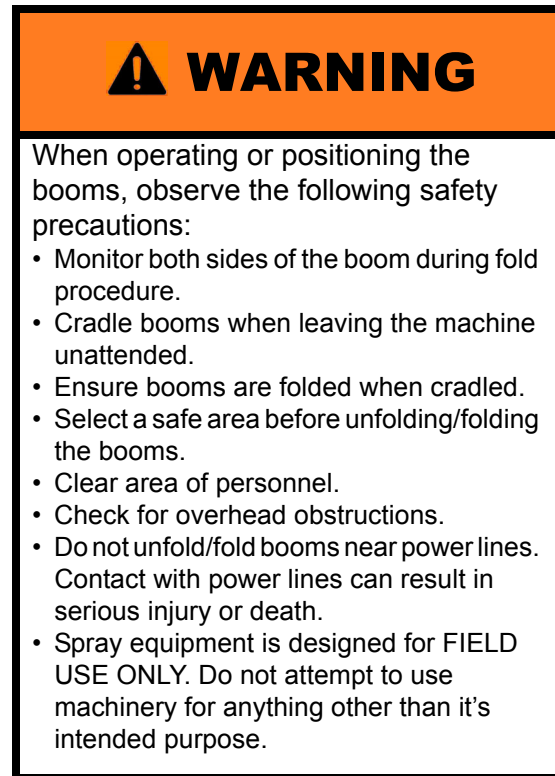 WARNING
When operating or positioning the
booms, observe the following safety
precautions:
• Monitor both sides of the boom during fold
procedure.
• Cradle booms when leaving the machine
unattended.
• Ensure booms are folded when cradled.
• Select a safe area before unfolding/folding
the booms.
• Clear area of personnel.
• Check for overhead obstructions.
• Do not unfold/fold booms near power lines.
Contact with power lines can result in
serious injury or death.
• Spray equipment is designed for FIELD
USE ONLY. Do not attempt to use
machinery for anything other than it's
intended purpose.